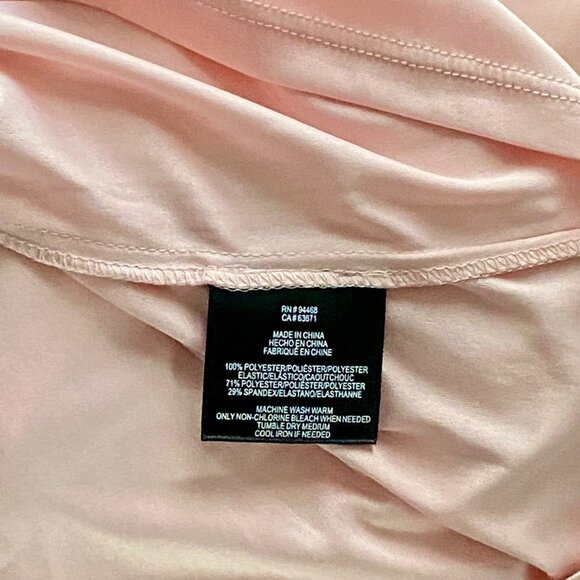 RN # 94468
CA # 63871
MADE IN CHINA
HECHO EN CHINA
FABRIQUÉ EN CHINE
100% POLYESTER/POLIÉSTER/POLYESTER
ELASTIC/ELÁSTICO/CAOUTCHOUC
71% POLYESTER/POLIÉSTER/POLYESTER
29% SPANDEX/ELASTANO/ELASTHANNE
MACHINE WASH WARM
ONLY NON-CHLORINE BLEACH WHEN NEEDED
TUMBLE DRY MEDIUM
COOL IRON IF NEEDED